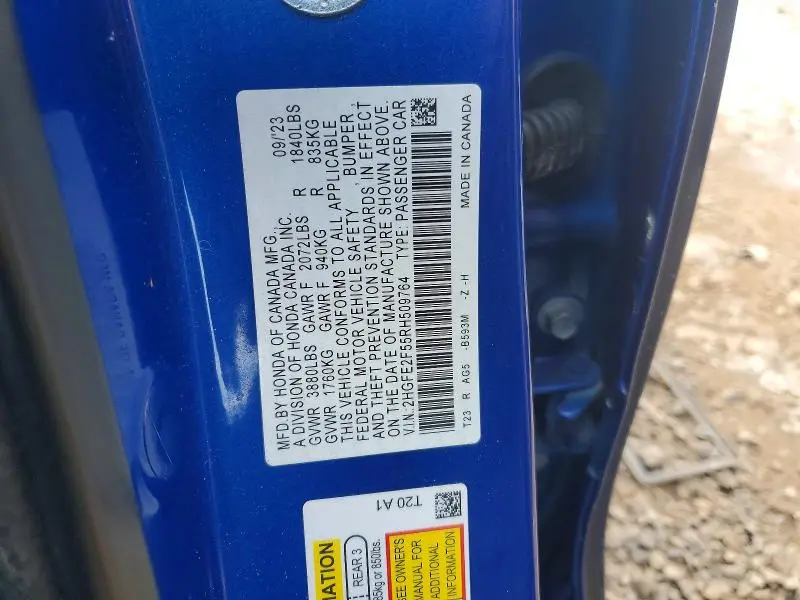 MFD.BY HONDA OF CANADA MFG., 09/'23
A DIVISION OF HONDA CANADA INC.
GVWR 3880LBS GAWR F 2072LBS R 1840LBS
GVWR 1760KG GAWR F 940KG R 835KG
THIS VEHICLE CONFORMS TO ALL APPLICABLE
FEDERAL MOTOR VEHICLE SAFETY , BUMPER ,
AND THEFT PREVENTION STANDARDS IN EFFECT
ON THE DATE OF MANUFACTURE SHOWN ABOVE.
V.I.N: 2HGFE2F55RH509764 TYPE: PASSENGER CAR
T23 R AG5 -B593M -Z -H MADE IN CANADA
T20 A1
MATION
REAR 3
85kg or 850lbs.
SEE OWNER'S
MANUAL FOR
ADDITIONAL
INFORMATION